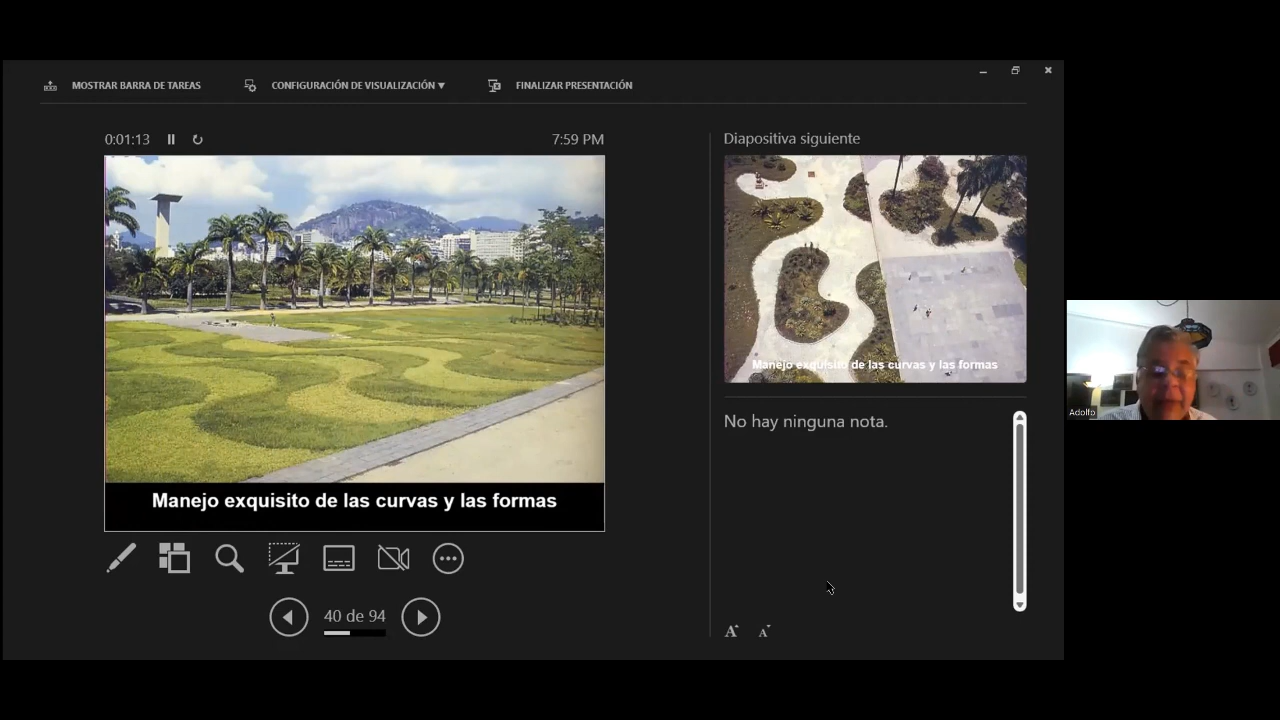 MOSTRAR BARRA DE TAREAS
CONFIGURACIÓN DE VISUALIZACIÓN ▼
FINALIZAR PRESENTACIÓN
0:01:13
7:59 PM
Diapositiva siguiente
Manejo exquisito de las curvas y las formas
Manejo exquisito de las curvas y las formas
No hay ninguna nota.
40 de 94
A A
Adolfo